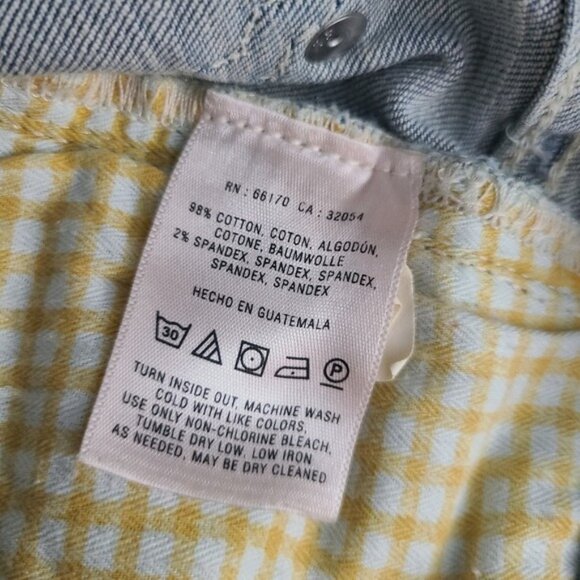 RN : 66170 CA : 32054
98% COTTON, COTON, ALGODÓN,
COTONE, BAUMWOLLE
2% SPANDEX, SPANDEX, SPANDEX,
SPANDEX, SPANDEX
HECHO EN GUATEMALA
30 P
TURN INSIDE OUT, MACHINE WASH
COLD WITH LIKE COLORS,
USE ONLY NON-CHLORINE BLEACH,
TUMBLE DRY LOW, LOW IRON
AS NEEDED, MAY BE DRY CLEANED